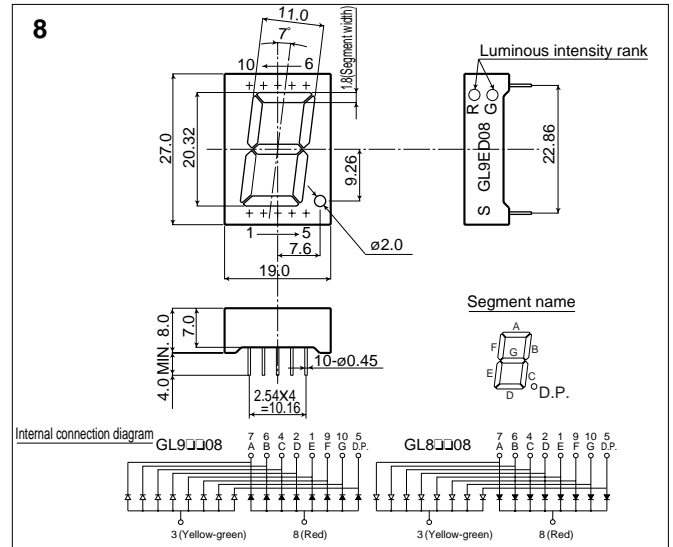 8
11.0
7°
10 6
1.8(Segment width)
27.0
20.32
9.26
1 5
7.6
ø2.0
19.0
Luminous intensity rank
R G
S GL9ED08
22.86
Segment name
A
F G B
E C
D D.P.
4.0 MIN. 8.0
7.0
10-ø0.45
2.54X4
=10.16
Internal connection diagram
GL9□□08
7 6 4 2 1 9 10 5
A B C D E F G D.P.
3 (Yellow-green) 8 (Red)
GL8□□08
7 6 4 2 1 9 10 5
A B C D E F G D.P.
3 (Yellow-green) 8 (Red)